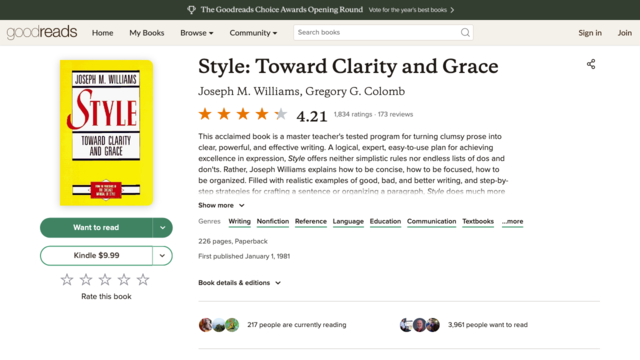 The Goodreads Choice Awards Opening Round Vote for the year's best books
goodreads Home My Books Browse Community Search books Sign in Join
JOSEPH M. WILLIAMS
STYLE
TOWARD CLARITY
AND GRACE
Style: Toward Clarity and Grace
Joseph M. Williams, Gregory G. Colomb
4.21 1,834 ratings · 173 reviews
This acclaimed book is a master teacher's tested program for turning clumsy prose into
clear, powerful, and effective writing. A logical, expert, easy-to-use plan for achieving
excellence in expression, Style offers neither simplistic rules nor endless lists of dos and
don'ts. Rather, Joseph Williams explains how to be concise, how to be focused, how to
be organized. Filled with realistic examples of good, bad, and better writing, and step-by-
step strategies for crafting a sentence or organizing a paragraph, Style does much more
Show more
Genres Writing Nonfiction Reference Language Education Communication Textbooks ...more
226 pages, Paperback
First published January 1, 1981
Book details & editions
217 people are currently reading
3,961 people want to read
Want to read
Kindle $9.99
Rate this book